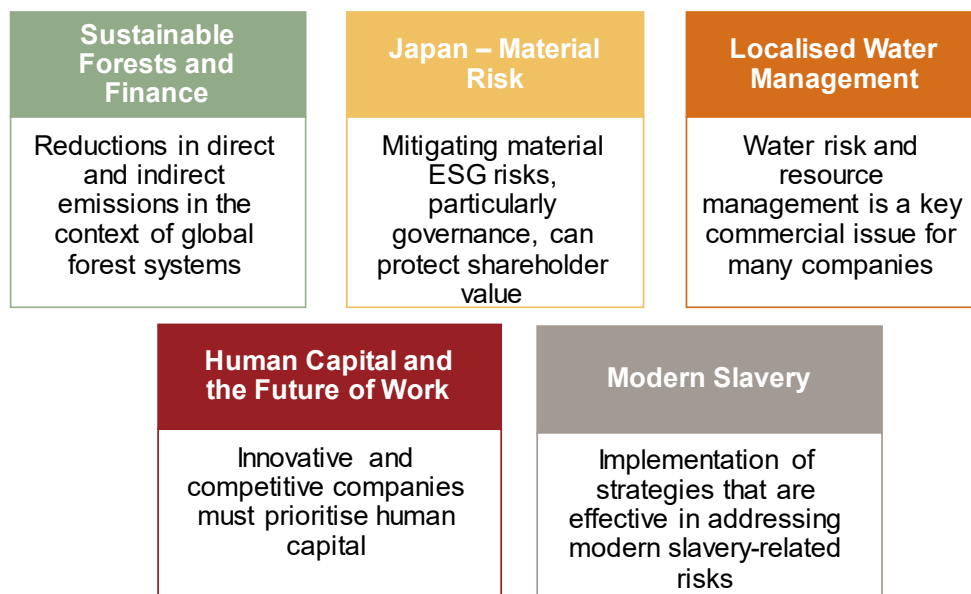 Sustainable
Forests and
Finance
Reductions in direct
and indirect
emissions in the
context of global
forest systems
Japan – Material
Risk
Mitigating material
ESG risks,
particularly
governance, can
protect shareholder
value
Localised Water
Management
Water risk and
resource
management is a key
commercial issue for
many companies
Human Capital and
the Future of Work
Innovative and
competitive companies
must prioritise human
capital
Modern Slavery
Implementation of
strategies that are
effective in addressing
modern slavery-related
risks